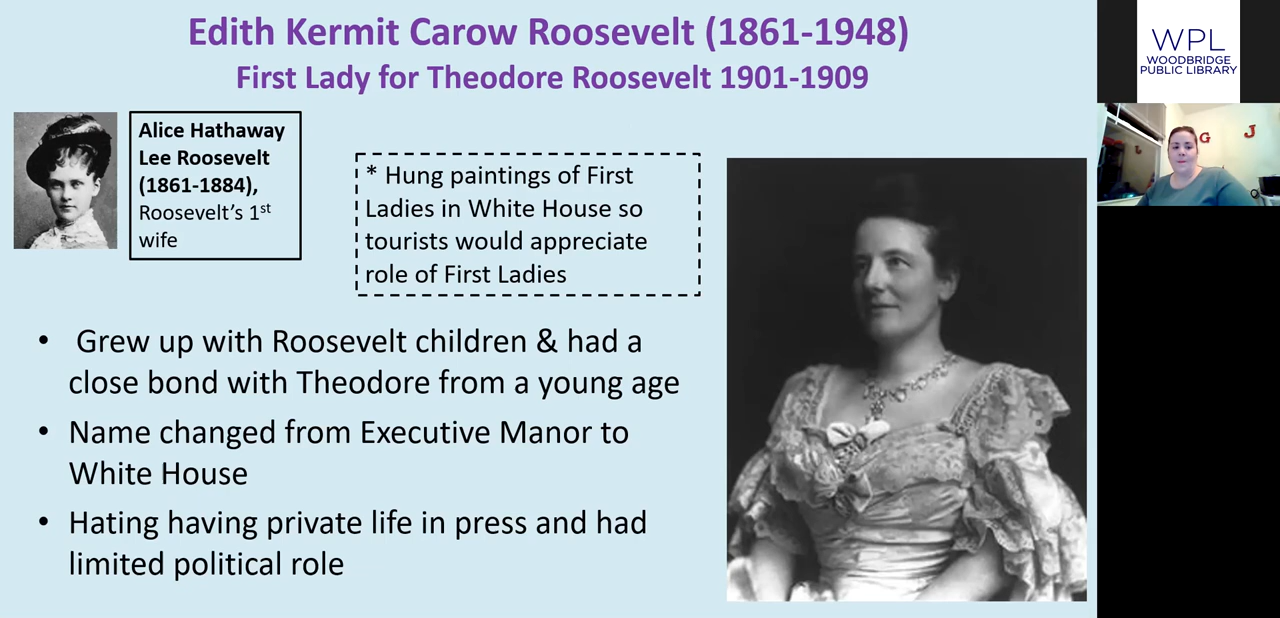 Edith Kermit Carow Roosevelt (1861-1948)
First Lady for Theodore Roosevelt 1901-1909
Alice Hathaway
Lee Roosevelt
(1861-1884),
Roosevelt's 1st
wife
* Hung paintings of First
Ladies in White House so
tourists would appreciate
role of First Ladies
• Grew up with Roosevelt children & had a
close bond with Theodore from a young age
• Name changed from Executive Manor to
White House
• Hating having private life in press and had
limited political role
WPL
WOODBRIDGE
PUBLIC LIBRARY
G J